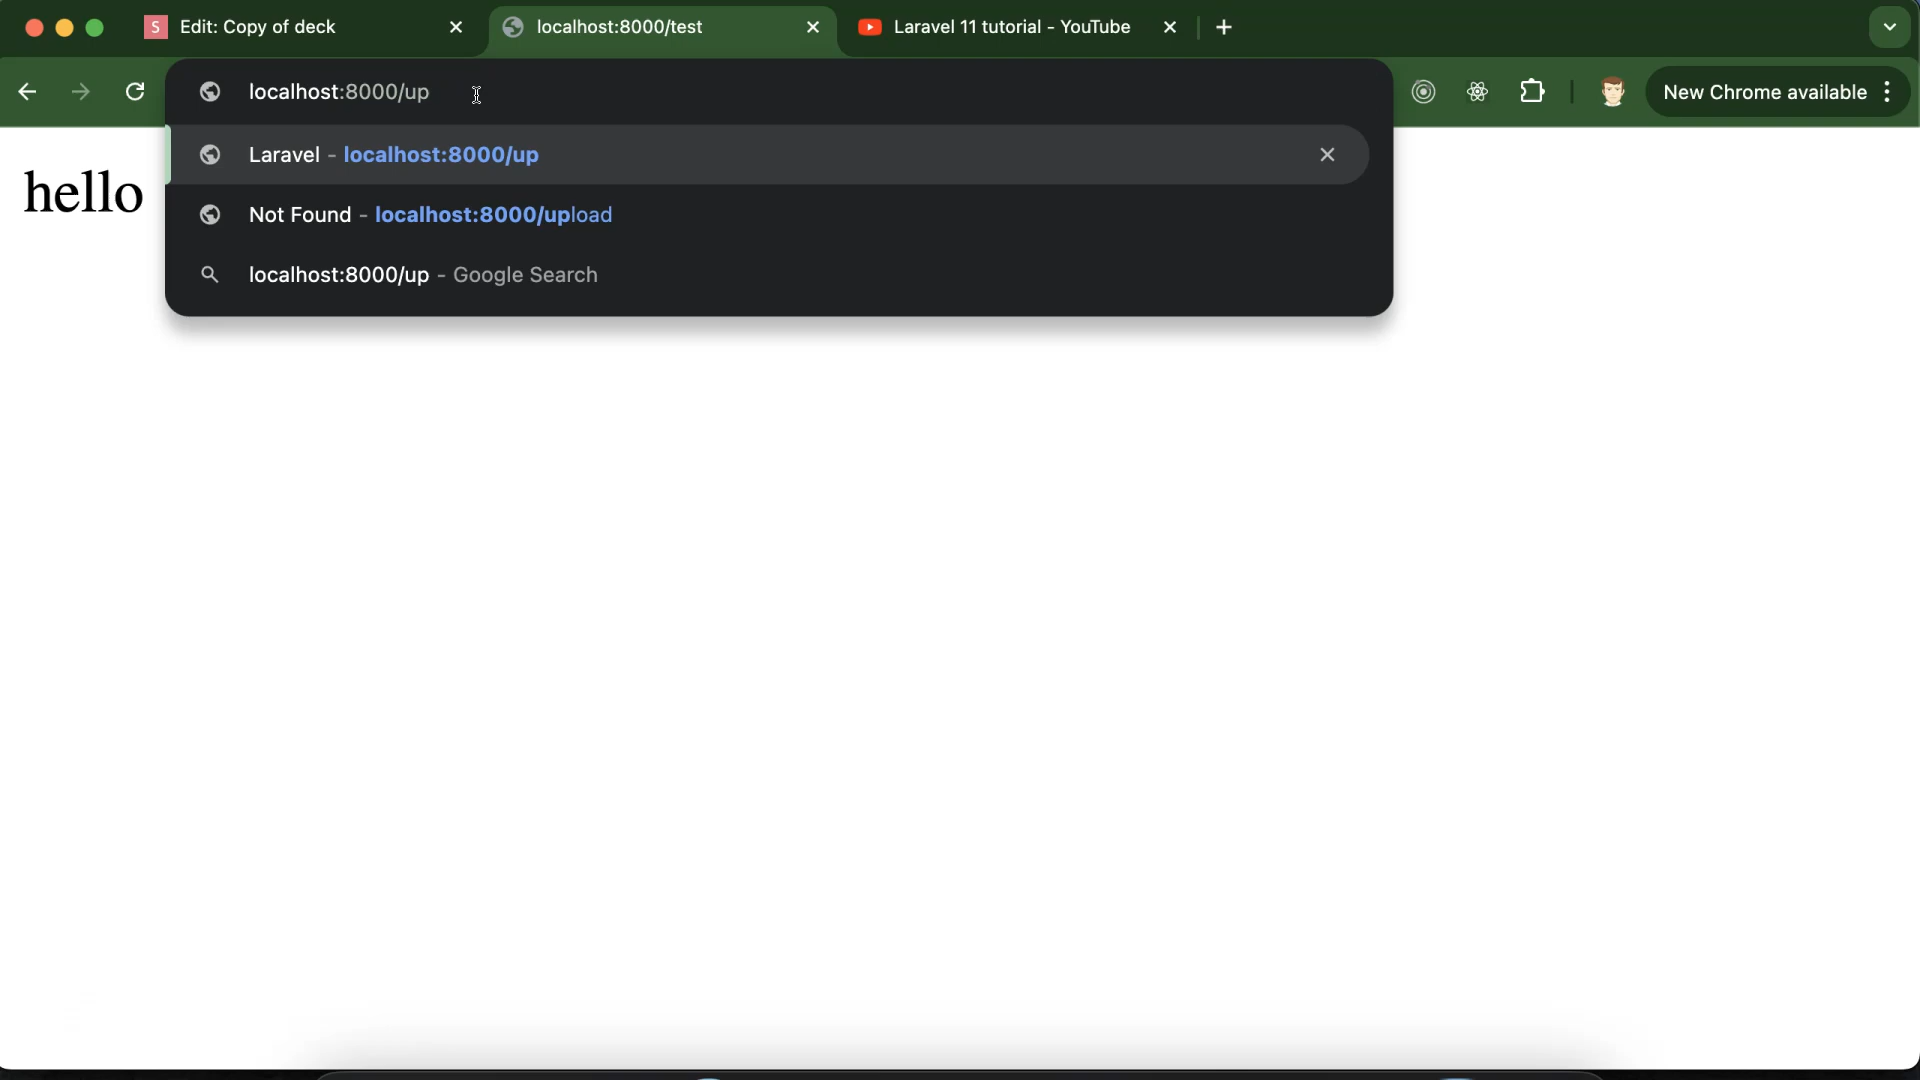 S Edit: Copy of deck
localhost:8000/test
Laravel 11 tutorial - YouTube
localhost:8000/up
New Chrome available
Laravel - localhost:8000/up
Not Found - localhost:8000/upload
localhost:8000/up - Google Search
hello